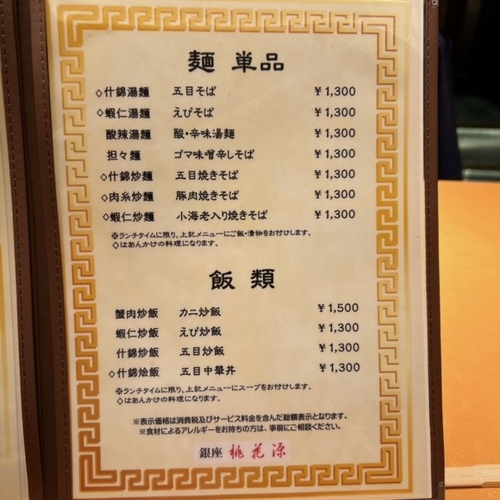 麺 単品
◇什錦湯麺 五目そば ￥1,300
◇蝦仁湯麺 えびそば ￥1,300
酸辣湯麺 酸・辛味湯麺 ￥1,300
担々麺 ゴマ味噌辛しそば ￥1,300
◇什錦炒麺 五目焼きそば ￥1,300
◇肉糸炒麺 豚肉焼きそば ￥1,300
◇蝦仁炒麺 小海老入り焼きそば ￥1,300
※ランチタイムに限り、上記メニューにご飯・漬物をお付けします。
◇はあんかけの料理になります。
飯類
蟹肉炒飯 カニ炒飯 ￥1,500
蝦仁炒飯 えび炒飯 ￥1,300
什錦炒飯 五目炒飯 ￥1,300
◇什錦烩飯 五目中華丼 ￥1,300
※ランチタイムに限り、上記メニューにスープをお付けします。
◇はあんかけの料理になります。
※表示価格は消費税及びサービス料金を含んだ総額表示となります。
※食材によるアレルギーをお持ちの方は、事前にご相談ください。
銀座 桃花源